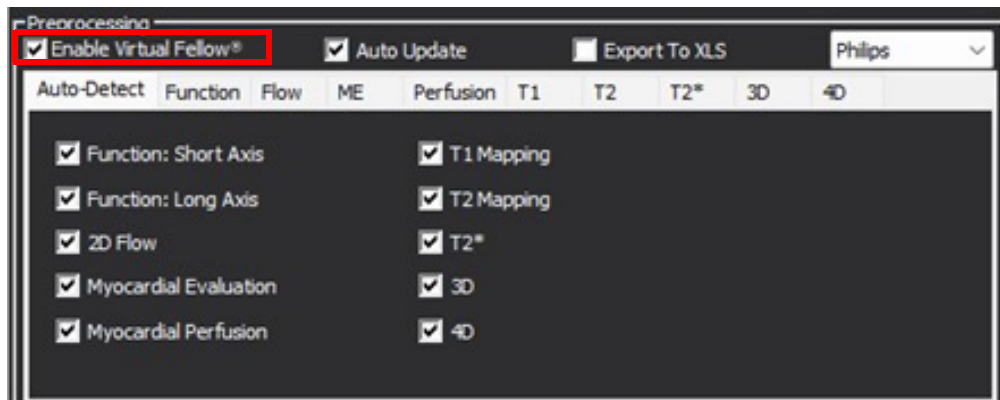 Preprocessing
Enable Virtual Fellow® Auto Update Export To XLS Philips
Auto-Detect Function Flow ME Perfusion T1 T2 T2* 3D 4D
Function: Short Axis T1 Mapping
Function: Long Axis T2 Mapping
2D Flow T2*
Myocardial Evaluation 3D
Myocardial Perfusion 4D